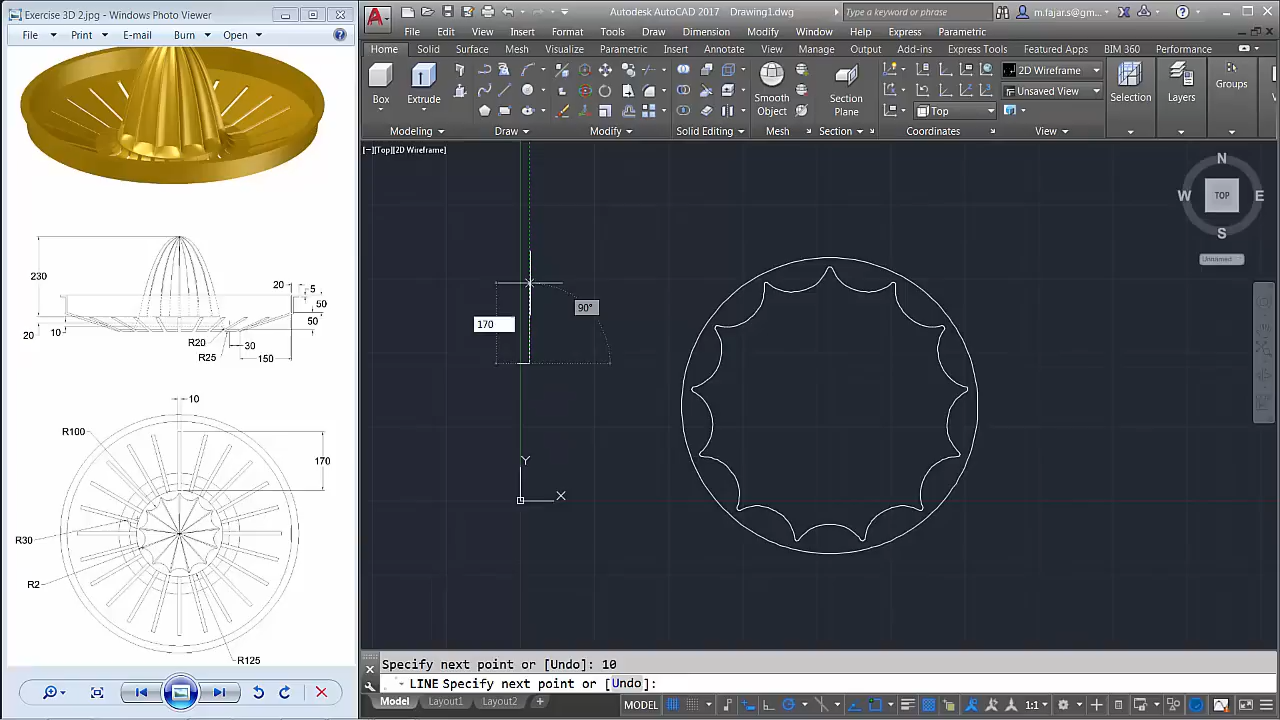 Exercise 3D 2.jpg - Windows Photo Viewer
File Print E-mail Burn Open
230
20
10
20
5
50
50
R20
30
R25
150
10
R100
170
R30
R2
R125
Autodesk AutoCAD 2017 Drawing1.dwg
Type a keyword or phrase
m.fajar.s@gm...
File Edit View Insert Format Tools Draw Dimension Modify Window Help Express Parametric
Home Solid Surface Mesh Visualize Parametric Insert Annotate View Manage Output Add-ins Express Tools Featured Apps BIM 360 Performance
Box Extrude Smooth Object Section Plane 2D Wireframe Unsaved View Top Selection Layers Groups
Modeling Draw Modify Solid Editing Mesh Section Coordinates View
[−][Top][2D Wireframe]
N
W TOP E
S
Unnamed
90°
170
Y
X
Specify next point or [Undo]: 10
LINE Specify next point or [Undo]:
Model Layout1 Layout2 +
MODEL 1:1